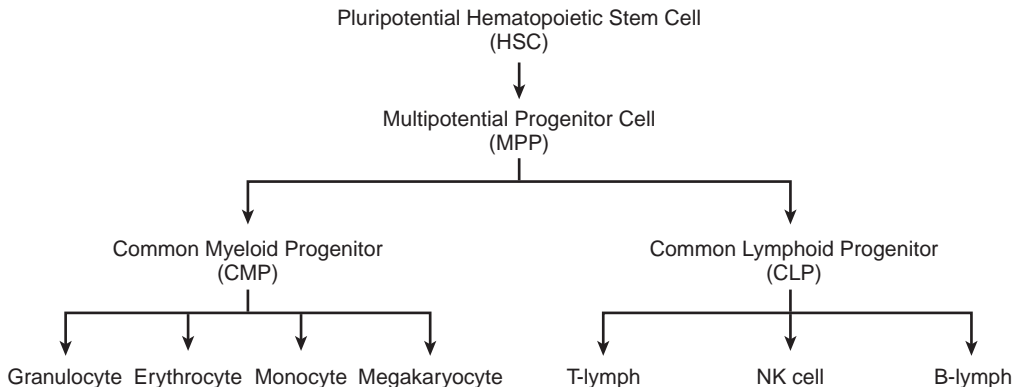 Pluripotential Hematopoietic Stem Cell
(HSC)
Multipotential Progenitor Cell
(MPP)
Common Myeloid Progenitor
(CMP)
Common Lymphoid Progenitor
(CLP)
Granulocyte Erythrocyte Monocyte Megakaryocyte T-lymph NK cell B-lymph